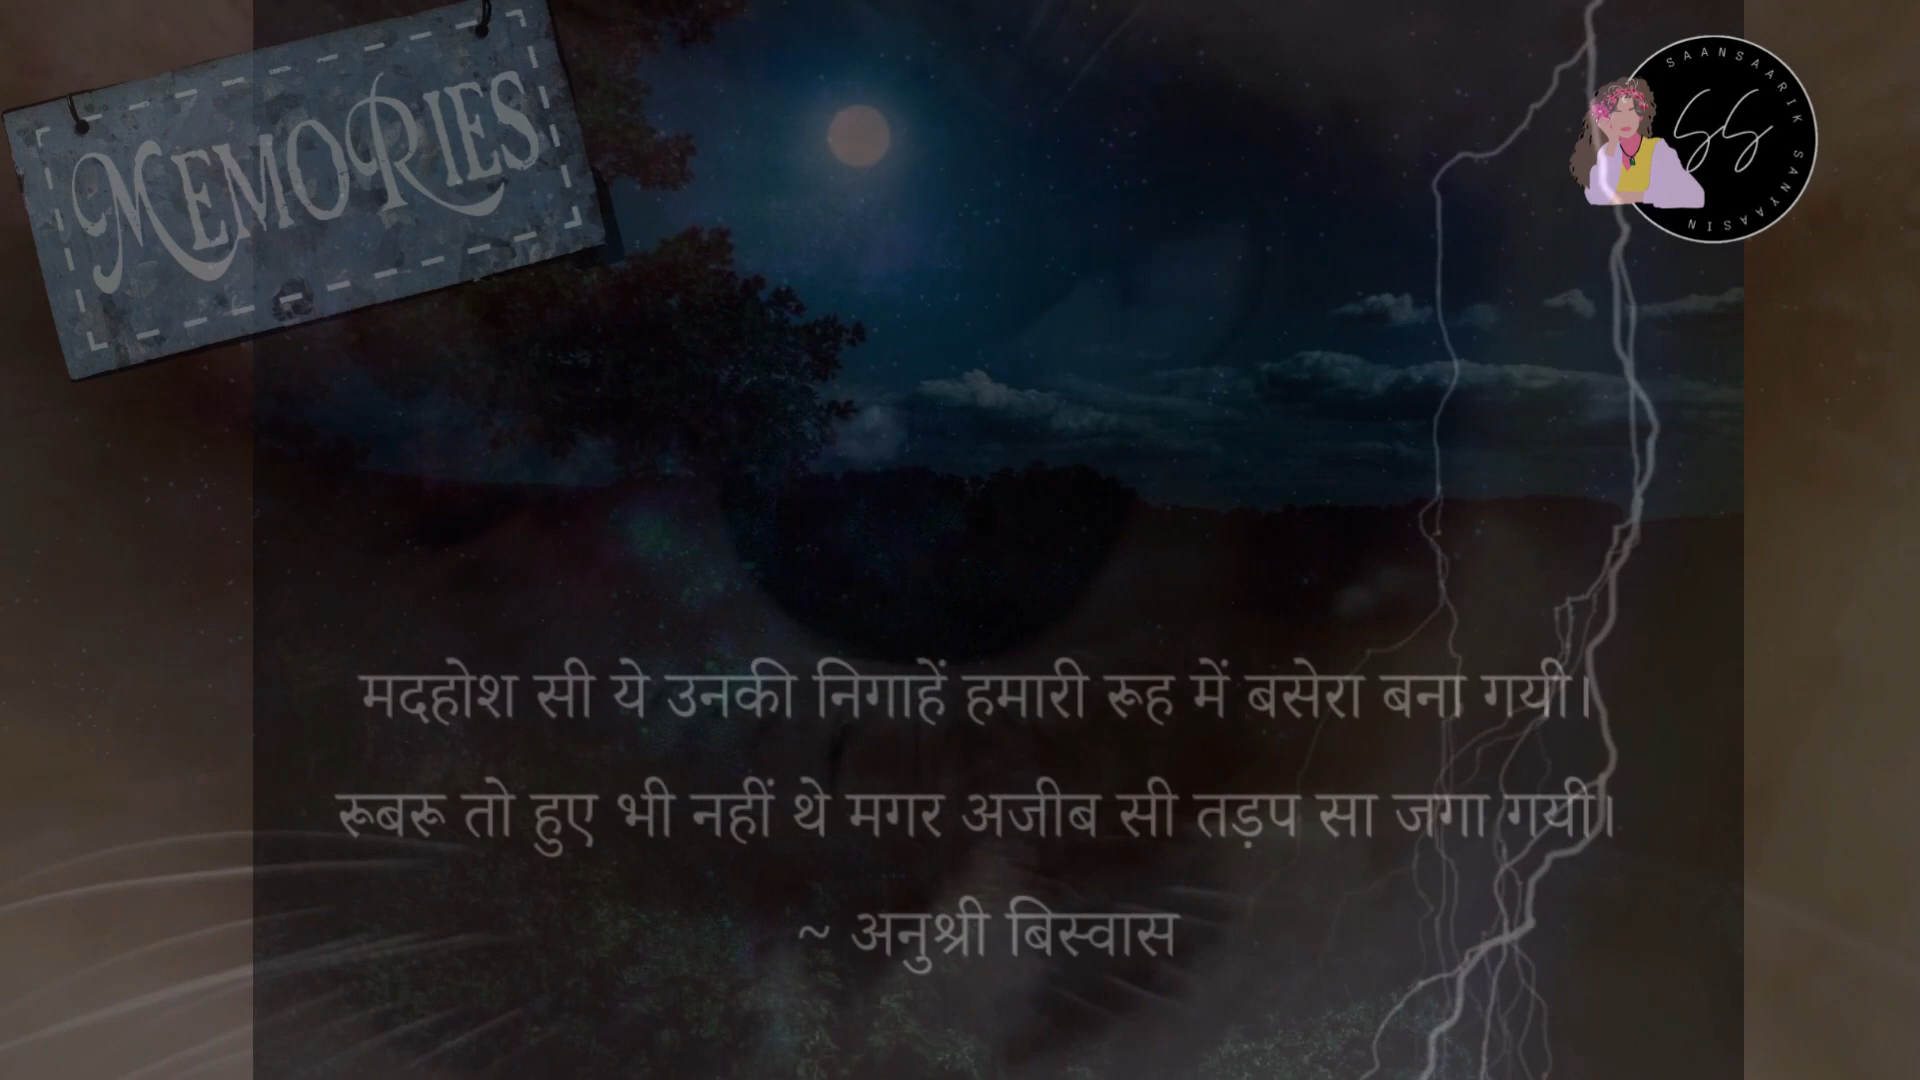 MEMORIES
SAANSAARIK SANYAASIN
SS
मदहोश सी ये उनकी निगाहें हमारी रूह में बसेरा बना गयी।
रूबरू तो हुए भी नहीं थे मगर अजीब सी तड़प सा जगा गयी।
~ अनुश्री बिस्वास